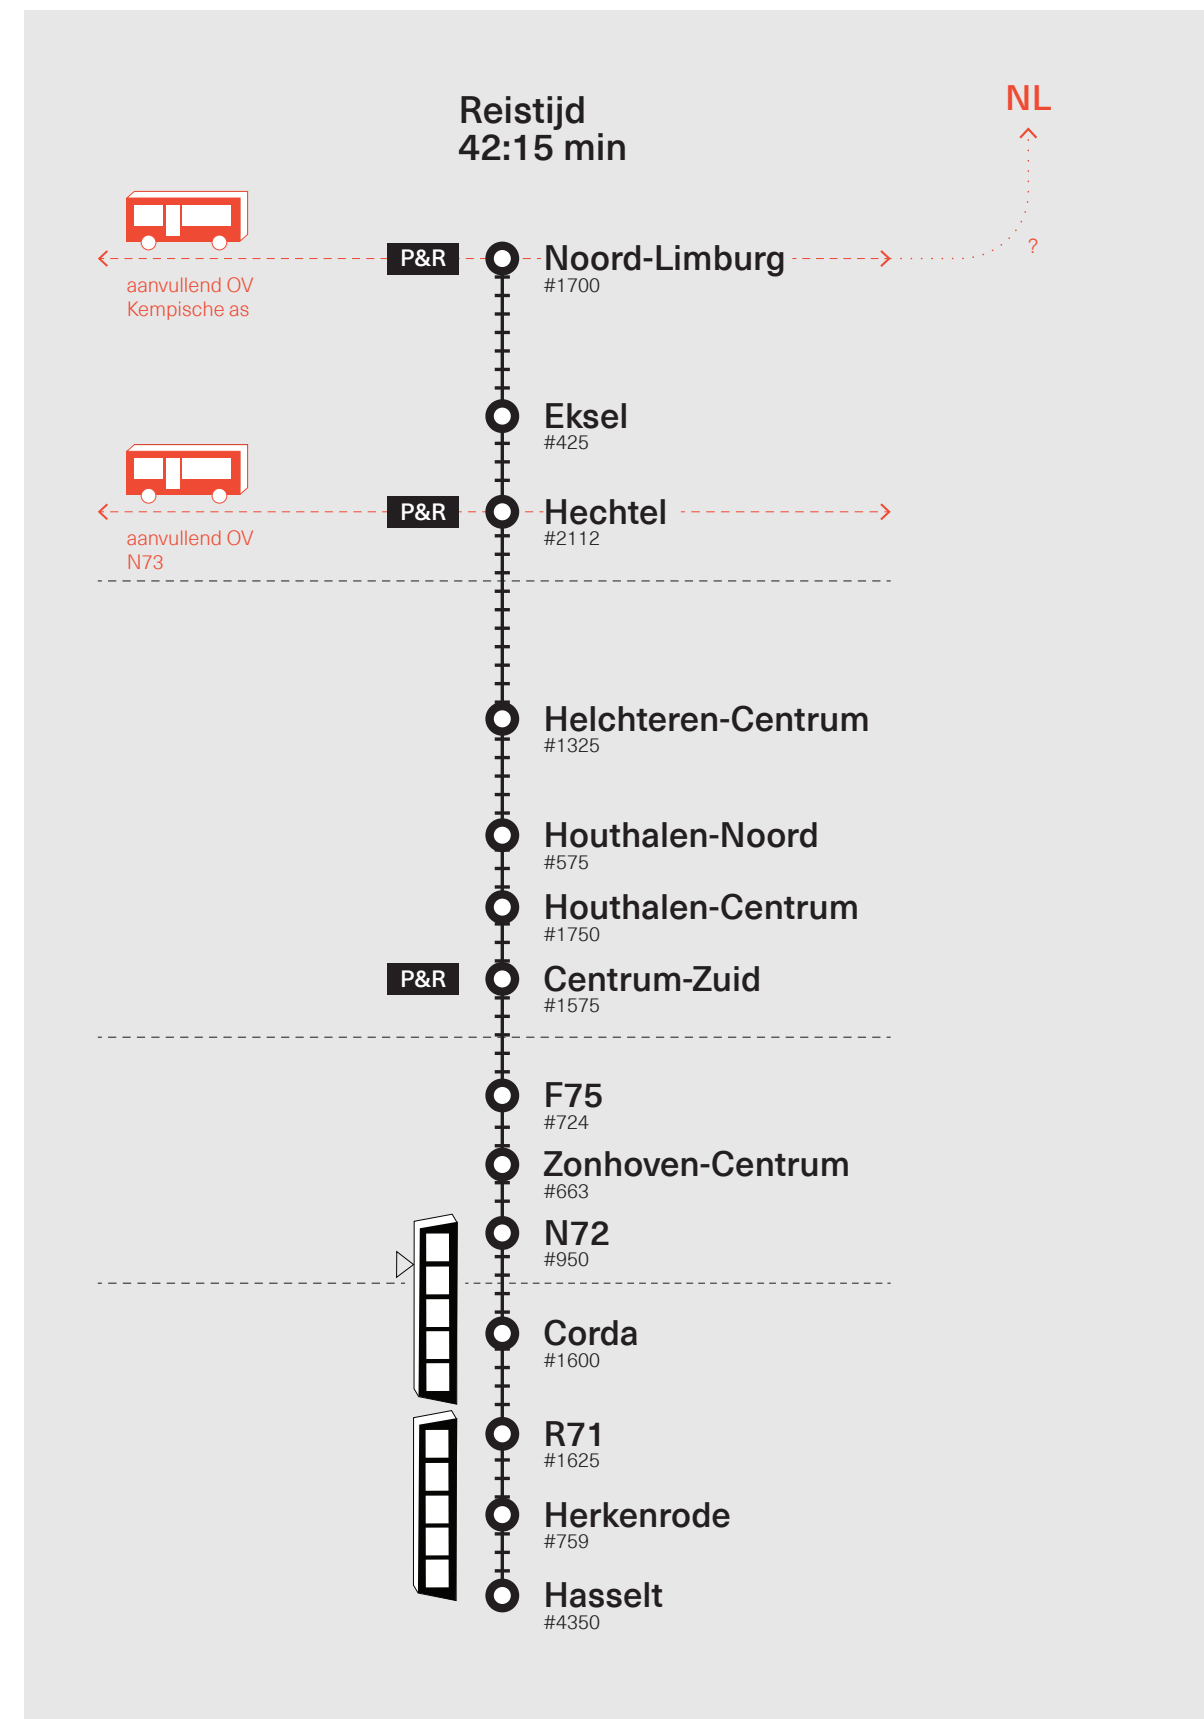 Reistijd
42:15 min
NL
P&R
Noord-Limburg
#1700
?
aanvullend OV
Kempische as
Eksel
#425
P&R
Hechtel
#2112
aanvullend OV
N73
Helchteren-Centrum
#1325
Houthalen-Noord
#575
Houthalen-Centrum
#1750
P&R
Centrum-Zuid
#1575
F75
#724
Zonhoven-Centrum
#663
N72
#950
Corda
#1600
R71
#1625
Herkenrode
#759
Hasselt
#4350